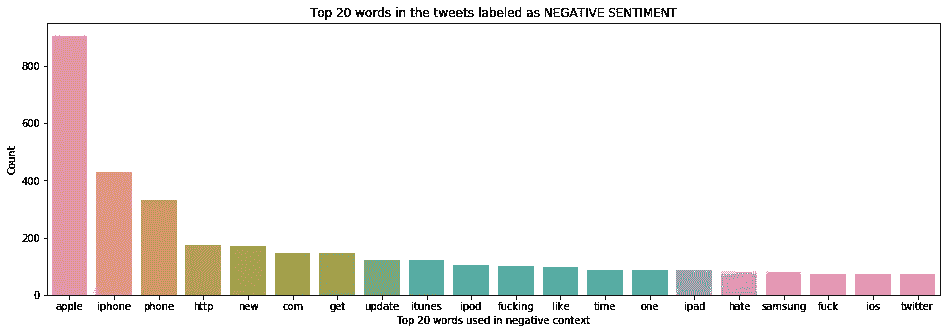 Top 20 words in the tweets labeled as NEGATIVE SENTIMENT
800
600
400
200
0
Count
apple iphone phone http new com get update itunes ipod fucking like time one ipad hate samsung fuck ios twitter
Top 20 words used in negative context